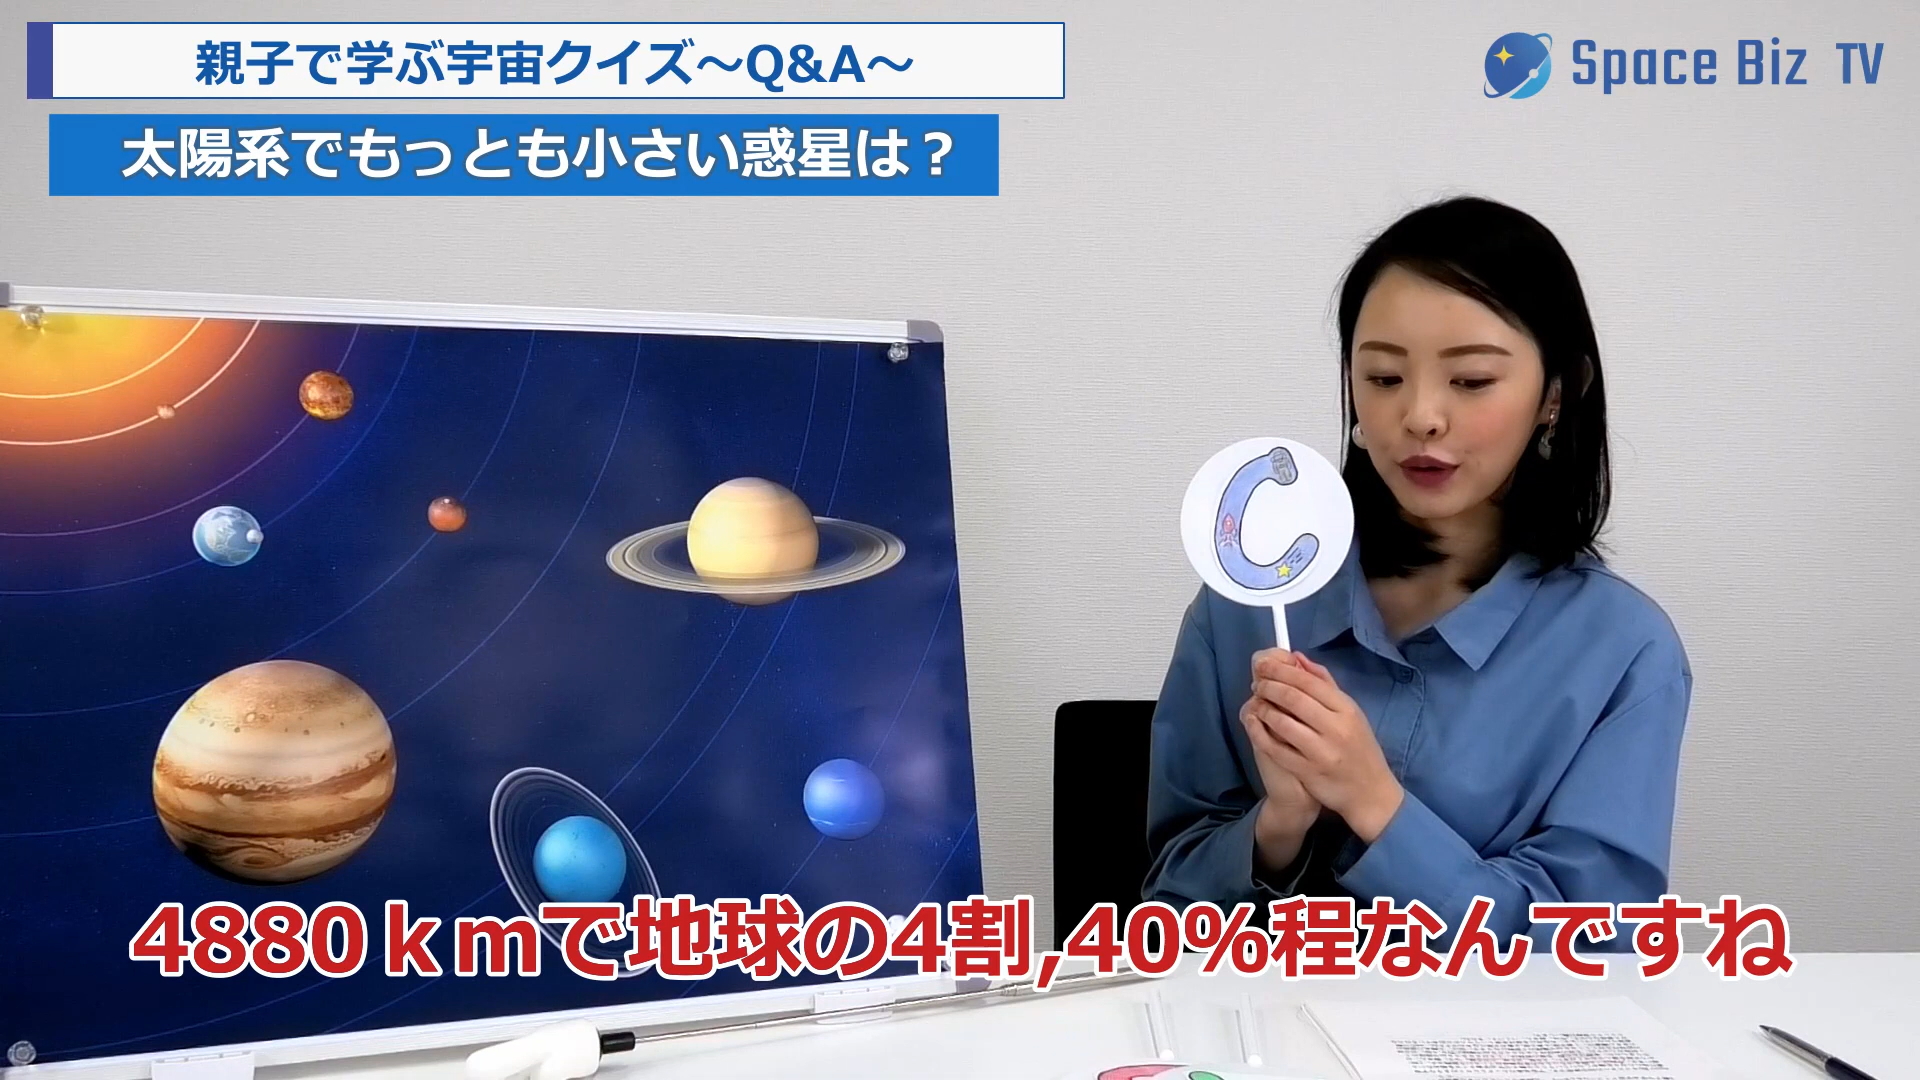 親子で学ぶ宇宙クイズ～Q&A～
Space Biz TV
太陽系でもっとも小さい惑星は？
C
4880ｋｍで地球の4割,40%程なんですね